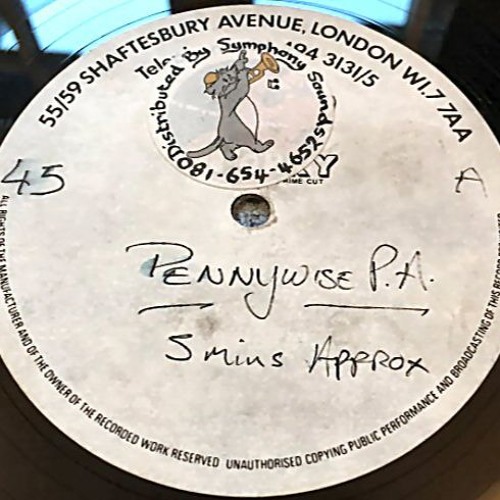 55/59 SHAFTESBURY AVENUE, LONDON W1.7 7AA
Distributed By Symphony Sounds
081-654-4652
45
A
PENNYWISE P.A.
5 mins APPROX
ALL RIGHTS OF THE MANUFACTURER AND OF THE OWNER OF THE RECORDED WORK RESERVED UNAUTHORISED COPYING PUBLIC PERFORMANCE AND BROADCASTING OF THIS RECORD